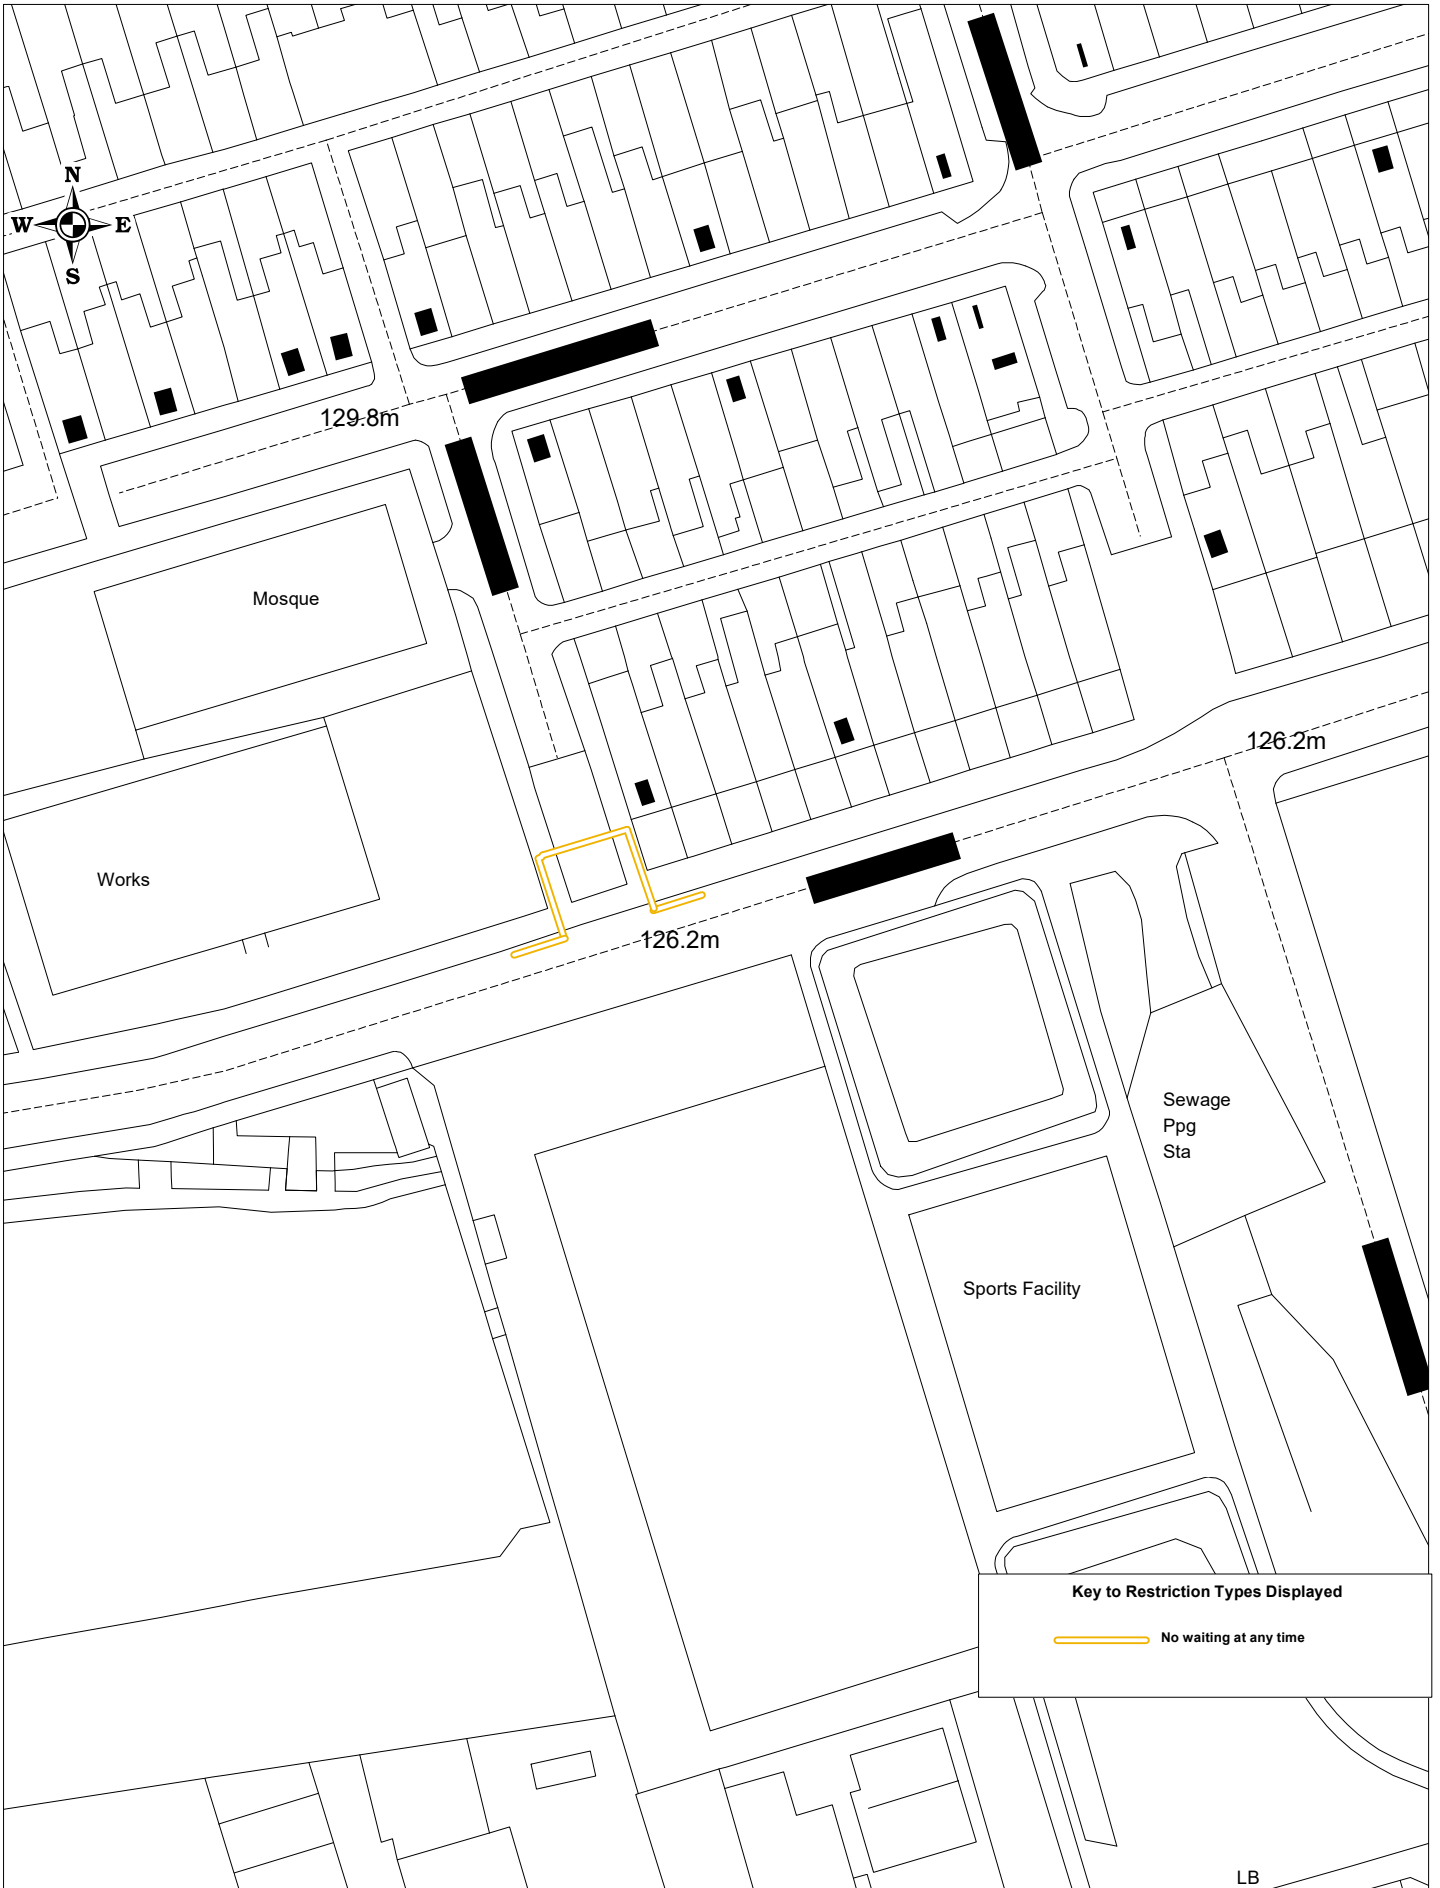 N
W E
S
129.8m
Mosque
126.2m
Works
126.2m
Sewage
Ppg
Sta
Sports Facility
Key to Restriction Types Displayed
No waiting at any time
LB